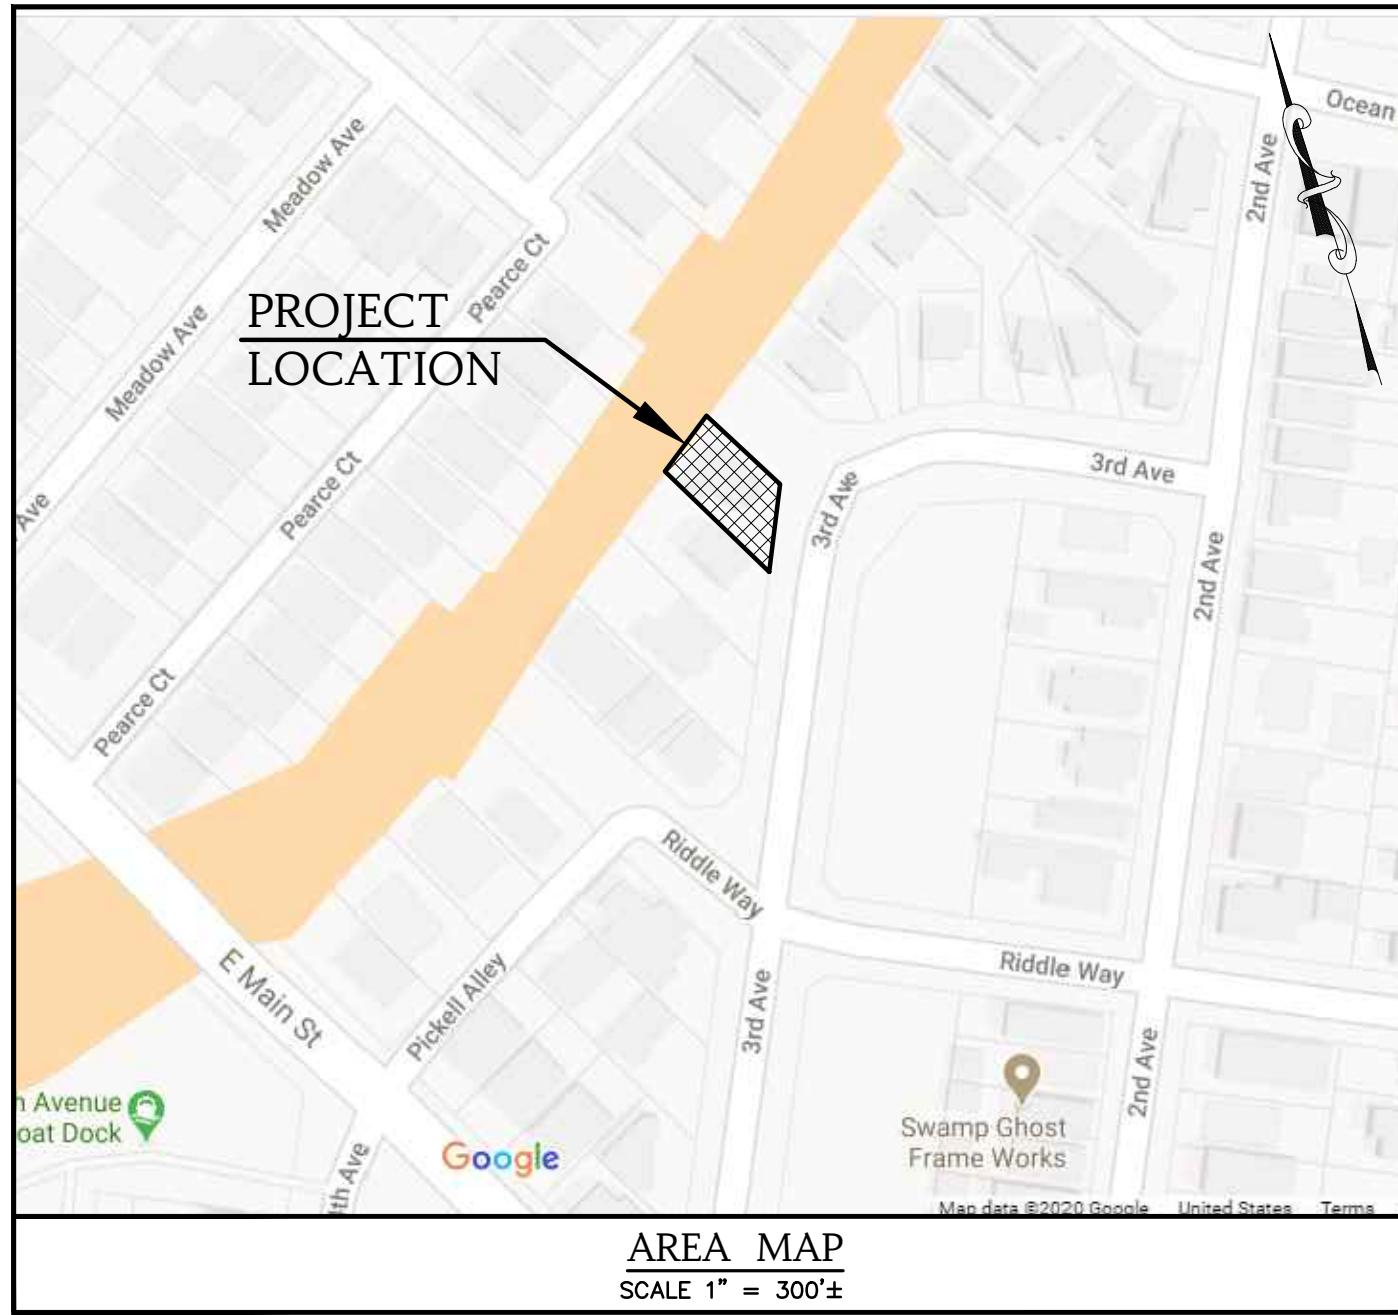 Ocean
2nd Ave
Meadow Ave
Pearce Ct
PROJECT
LOCATION
Meadow Ave
3rd Ave
Pearce Ct
3rd Ave
Ave
2nd Ave
Pearce Ct
Riddle Way
E Main St
Pickell Alley
Riddle Way
3rd Ave
2nd Ave
n Avenue
oat Dock
Swamp Ghost
Frame Works
Google
4th Ave
Map data ©2020 Google United States Terms
AREA MAP
SCALE 1" = 300'±